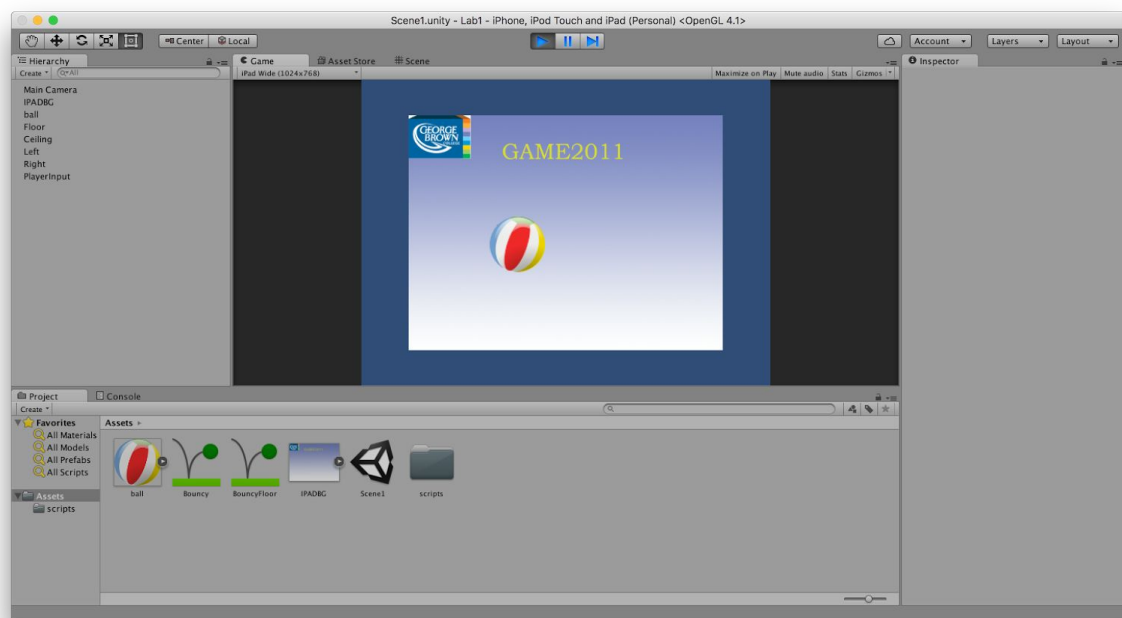 Scene1.unity - Lab1 - iPhone, iPod Touch and iPad (Personal) <OpenGL 4.1>
Center Local Account Layers Layout
Hierarchy
Create All
Main Camera
IPADBG
ball
Floor
Ceiling
Left
Right
PlayerInput
Game Asset Store Scene
iPad Wide (1024x768) Maximize on Play Mute audio Stats Gizmos
GEORGE
BROWN
GAME2011
Inspector
Project Console
Create
Favorites
All Materials
All Models
All Prefabs
All Scripts
Assets
scripts
Assets
ball Bouncy BouncyFloor IPADBG Scene1 scripts